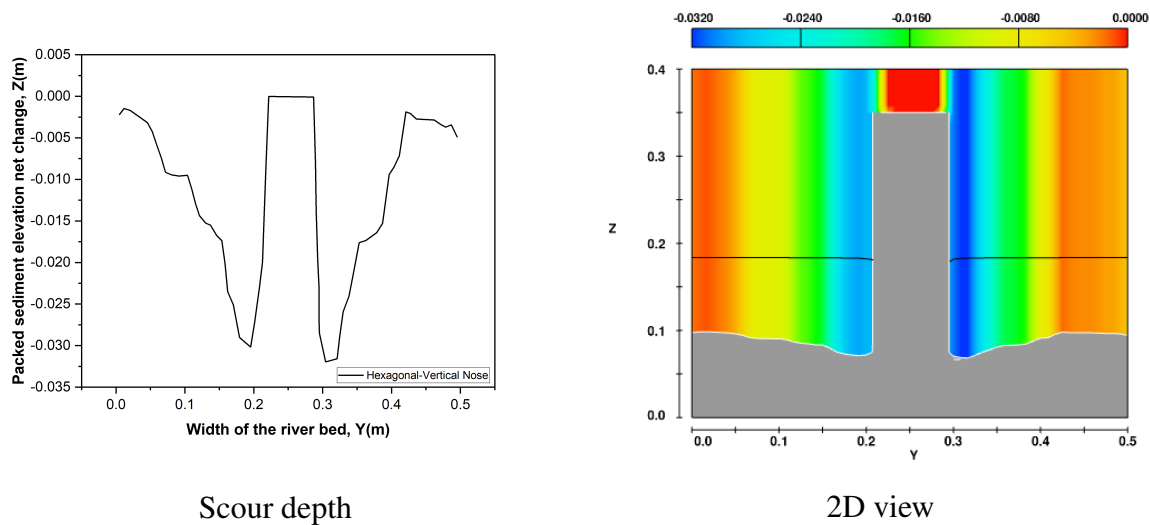 0.005
0.000
-0.005
-0.010
-0.015
-0.020
-0.025
-0.030
-0.035
Packed sediment elevation net change, Z(m)
Hexagonal-Vertical Nose
0.0 0.1 0.2 0.3 0.4 0.5
Width of the river bed, Y(m)
Scour depth
-0.0320 -0.0240 -0.0160 -0.0080 0.0000
0.4
0.3
Z
0.2
0.1
0.0
0.0 0.1 0.2 0.3 0.4 0.5
Y
2D view